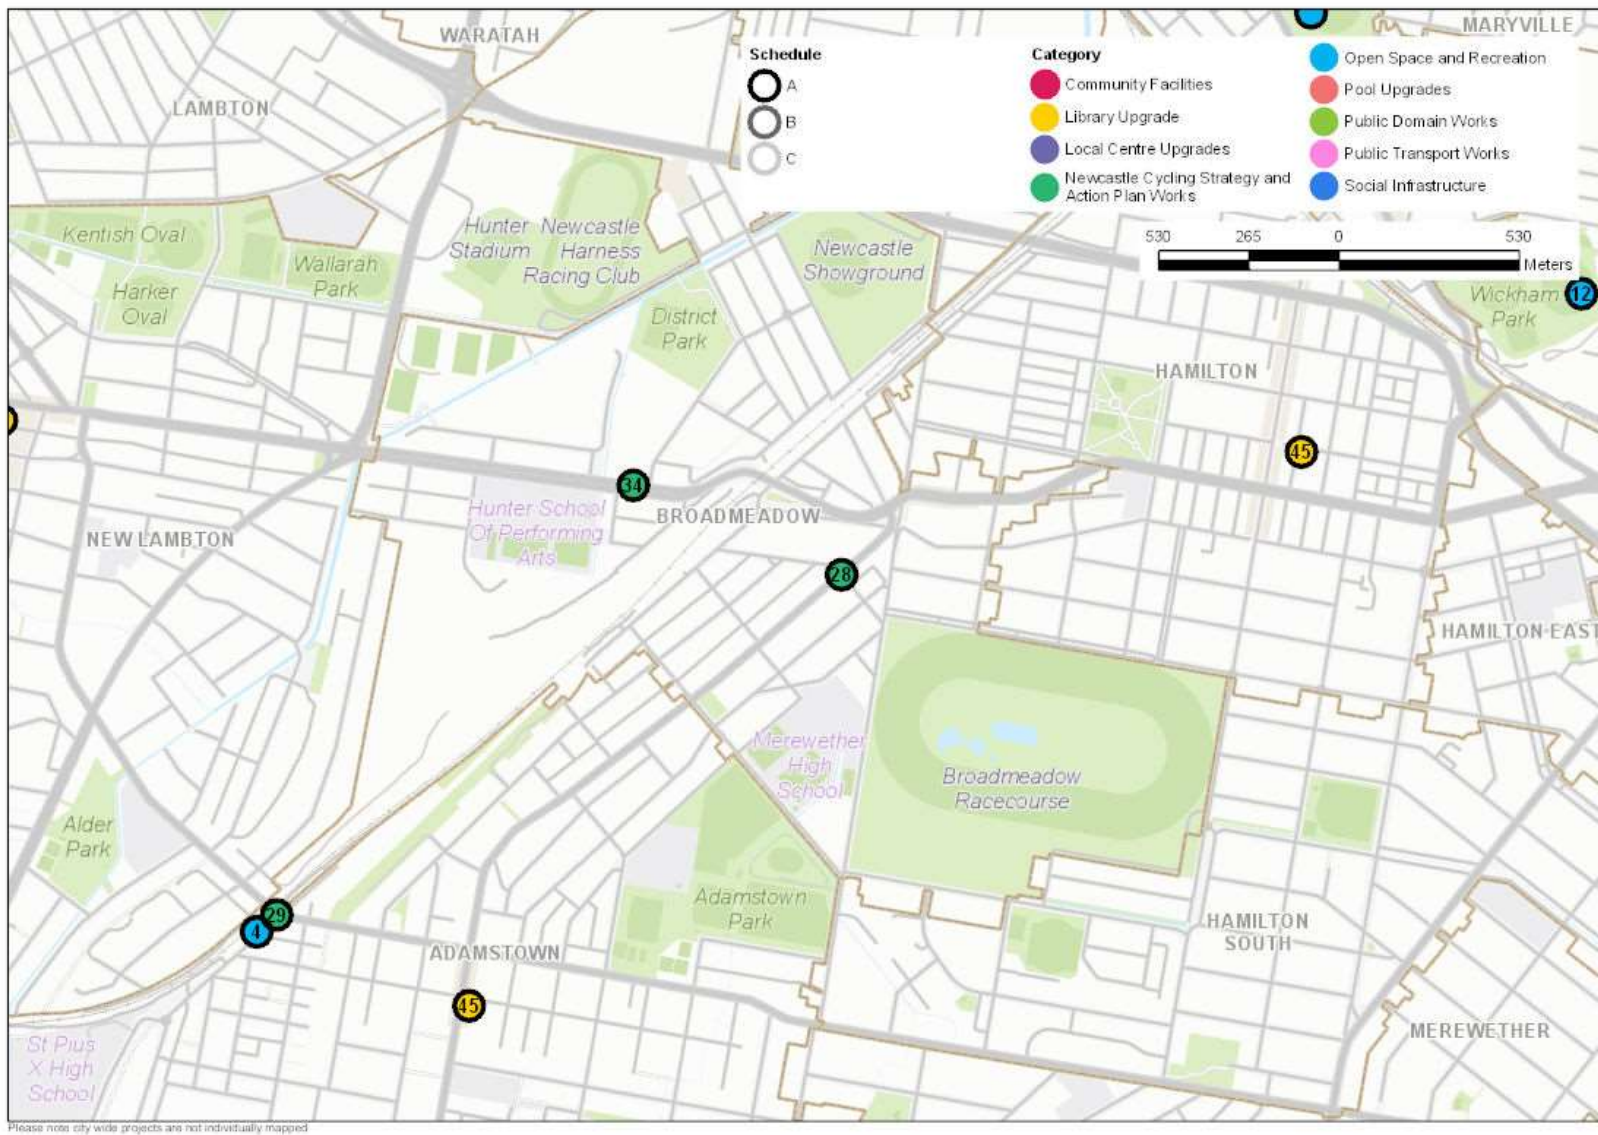 WARATAH
MARYVILLE
LAMBTON
Schedule
A
B
C
Category
Community Facilities
Library Upgrade
Local Centre Upgrades
Newcastle Cycling Strategy and
Action Plan Works
Open Space and Recreation
Pool Upgrades
Public Domain Works
Public Transport Works
Social Infrastructure
530 265 0 530
Meters
Kentish Oval
Wallarah
Park
Harker
Oval
Hunter
Stadium
Newcastle
Harness
Racing Club
District
Park
Newcastle
Showground
Wickham
Park
12
HAMILTON
45
34
BROADMEADOW
Hunter School
Of Performing
Arts
NEW LAMBTON
28
HAMILTON EAST
Merewether
High
School
Broadmeadow
Racecourse
Alder
Park
Adamstown
Park
29
4
ADAMSTOWN
HAMILTON
SOUTH
45
MEREWETHER
St Pius
X High
School
Please note city wide projects are not individually mapped